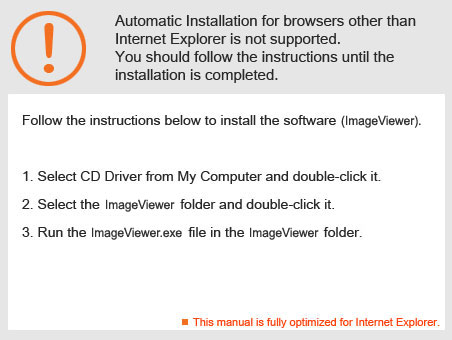 Automatic Installation for browsers other than
Internet Explorer is not supported.
You should follow the instructions until the
installation is completed.
Follow the instructions below to install the software (ImageViewer).
1. Select CD Driver from My Computer and double-click it.
2. Select the ImageViewer folder and double-click it.
3. Run the ImageViewer.exe file in the ImageViewer folder.
This manual is fully optimized for Internet Explorer.